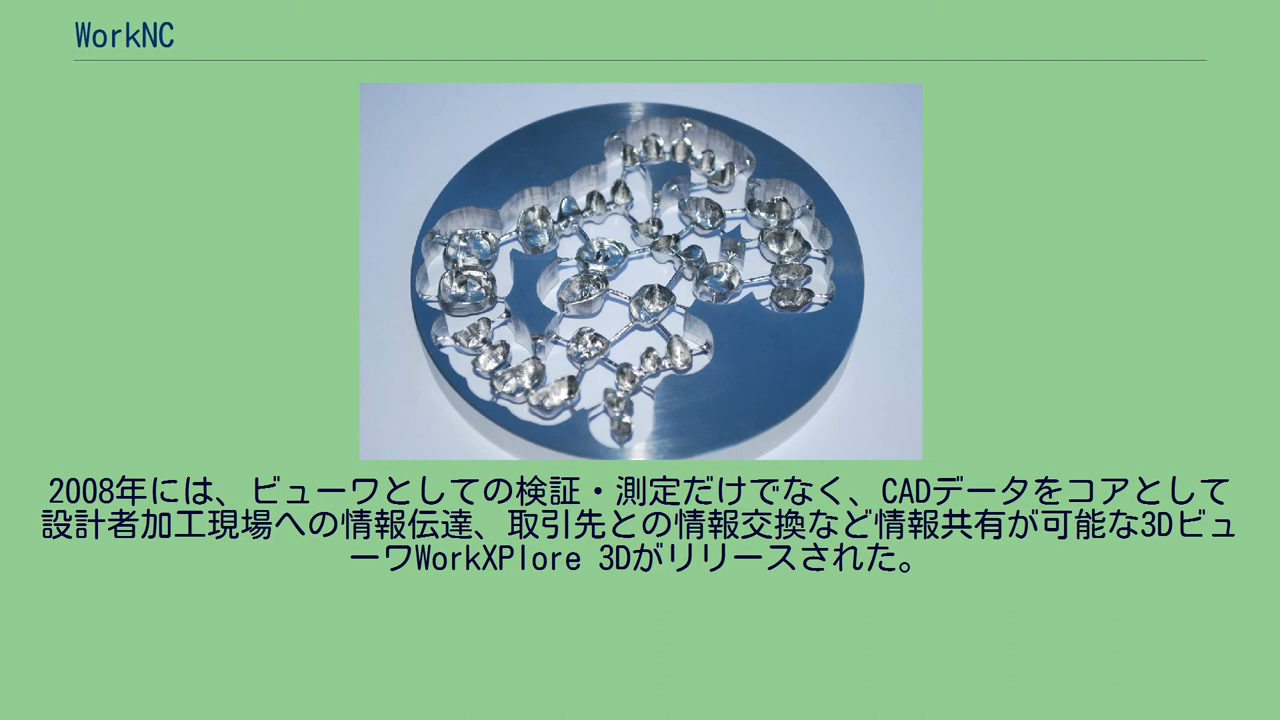 WorkNC
2008年には、ビューワとしての検証・測定だけでなく、CADデータをコアとして
設計者加工現場への情報伝達、取引先との情報交換など情報共有が可能な3Dビュ
ーワWorkXPlore 3Dがリリースされた。